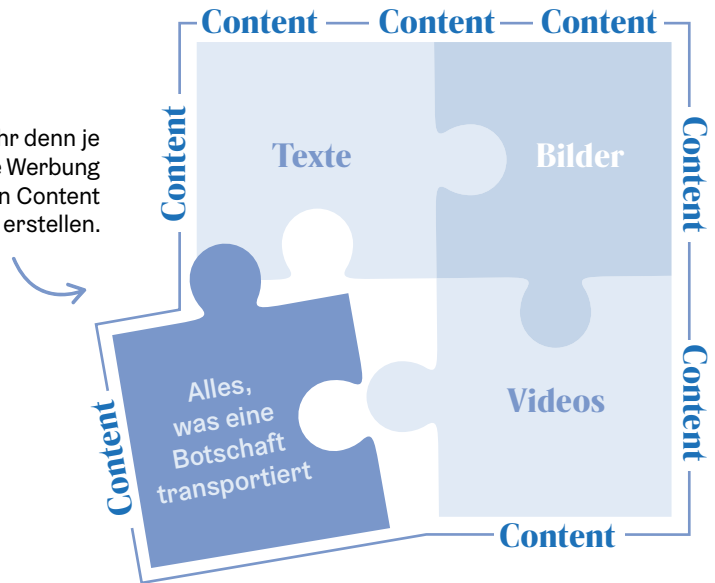 Content
Content
Content
Content
Content
Texte
Bilder
hr denn je
Werbung
n Content
erstellen.
Alles,
was eine
Botschaft
transportiert
Videos
Content
Content
Content